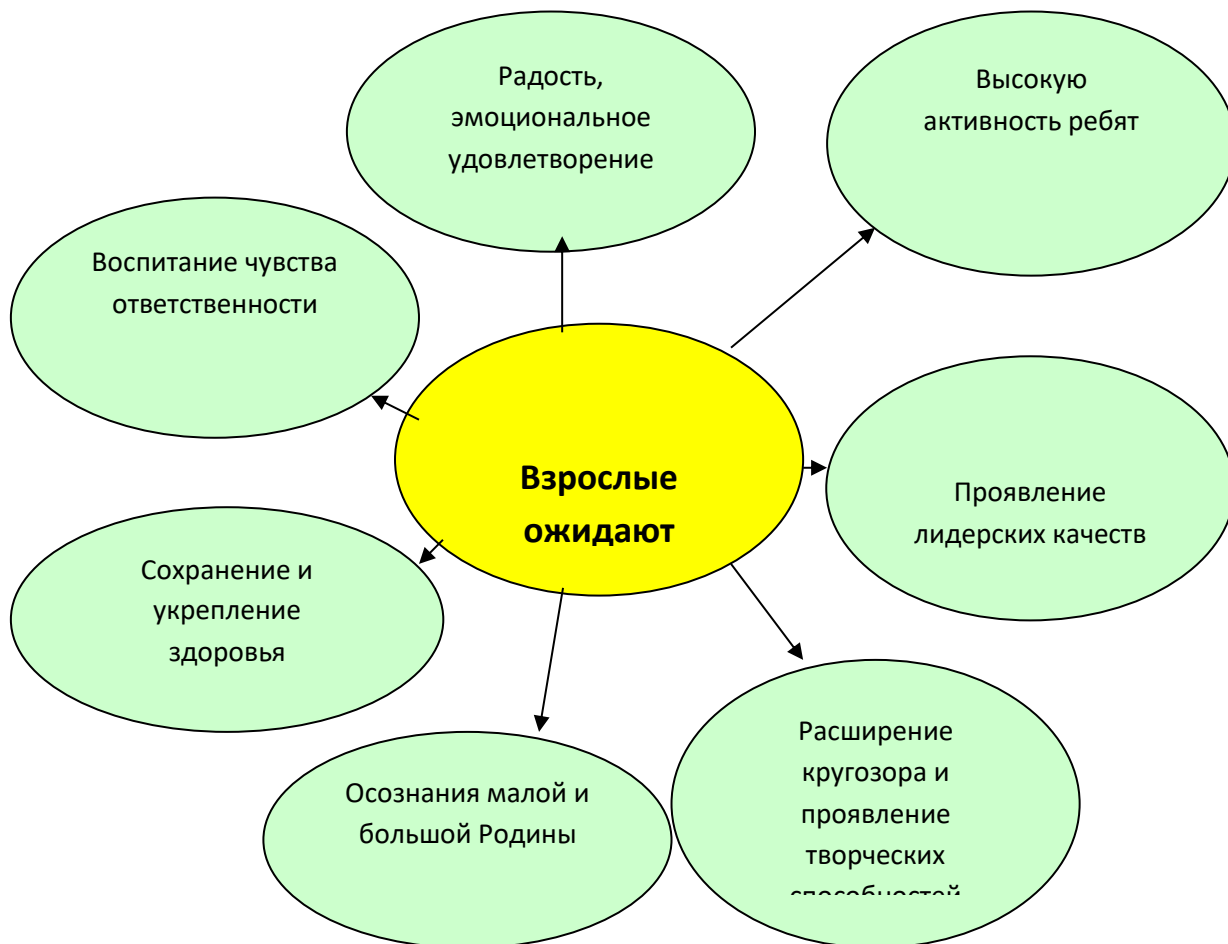 Радость,
эмоциональное
удовлетворение
Высокую
активность ребят
Воспитание чувства
ответственности
Взрослые
ожидают
Проявление
лидерских качеств
Сохранение и
укрепление
здоровья
Расширение
кругозора и
проявление
творческих
способностей
Осознания малой и
большой Родины